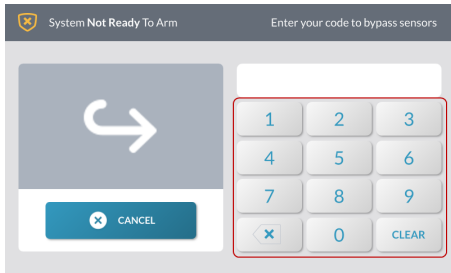 System Not Ready To Arm
Enter your code to bypass sensors
1 2 3
4 5 6
7 8 9
0 CLEAR
CANCEL